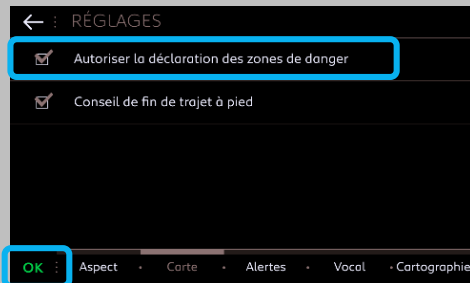 RÉGLAGES
Autoriser la déclaration des zones de danger
Conseil de fin de trajet à pied
OK Aspect · Carte · Alertes · Vocal · Cartographie